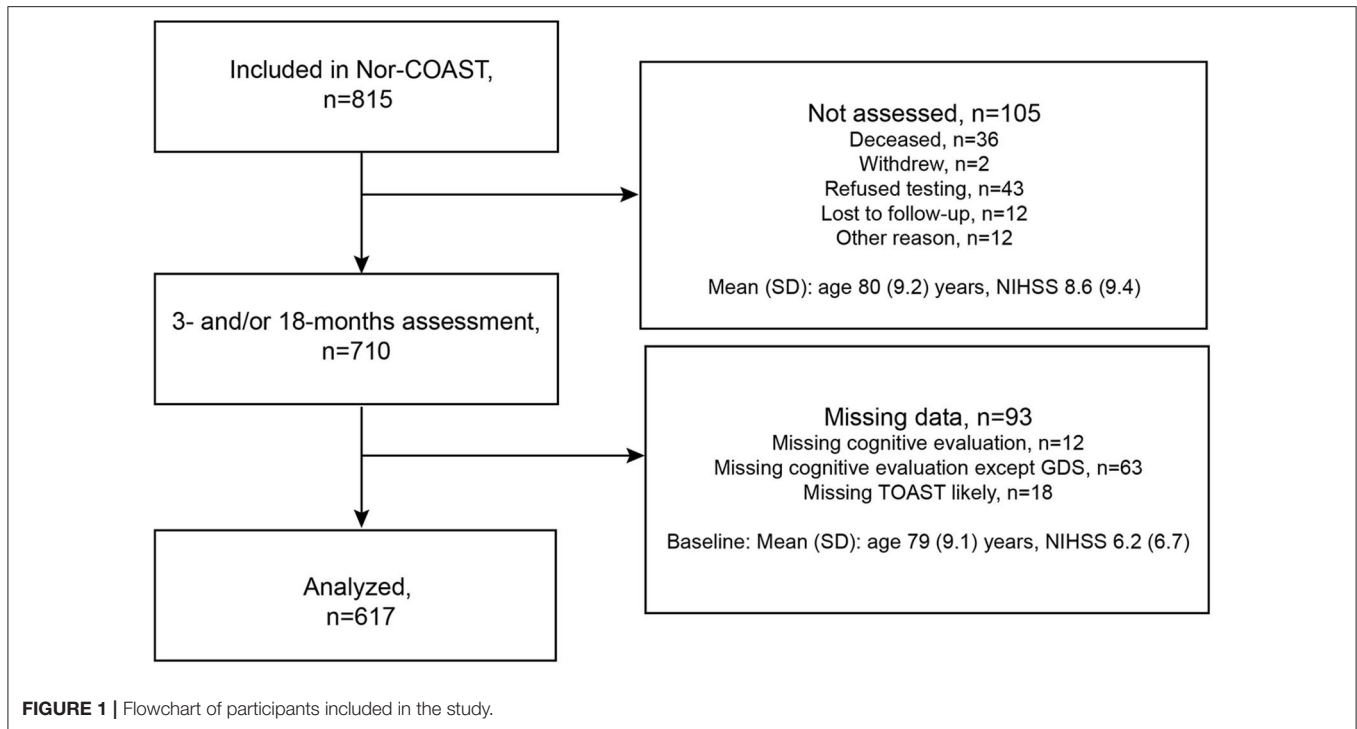 Included in Nor-COAST,
n=815
Not assessed, n=105
Deceased, n=36
Withdrew, n=2
Refused testing, n=43
Lost to follow-up, n=12
Other reason, n=12
Mean (SD): age 80 (9.2) years, NIHSS 8.6 (9.4)
3- and/or 18-months assessment,
n=710
Missing data, n=93
Missing cognitive evaluation, n=12
Missing cognitive evaluation except GDS, n=63
Missing TOAST likely, n=18
Baseline: Mean (SD): age 79 (9.1) years, NIHSS 6.2 (6.7)
Analyzed,
n=617
FIGURE 1 | Flowchart of participants included in the study.